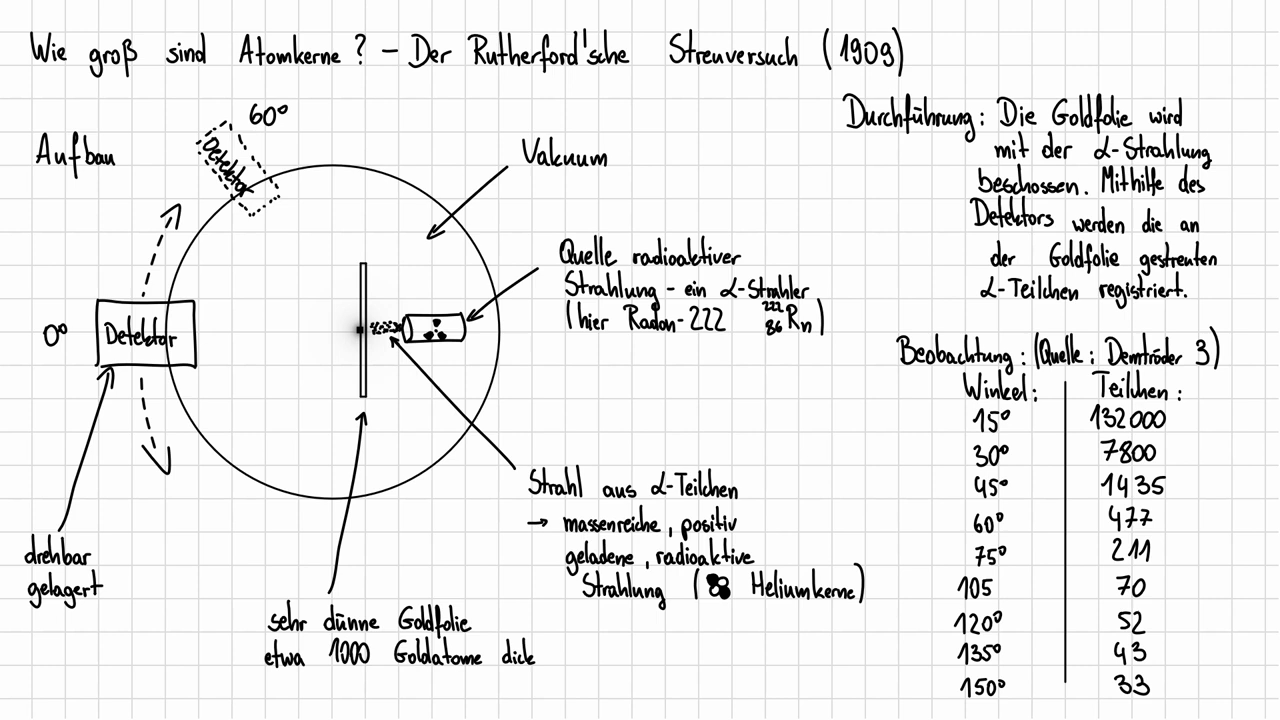 Wie groß sind Atomkerne? – Der Rutherford'sche Streuversuch (1909)
Aufbau
60°
Detektor
Vakuum
Quelle radioaktiver
Strahlung – ein α-Strahler
(hier Radon-222 ²²²₈₆Rn)
0°
Detektor
drehbar
gelagert
sehr dünne Goldfolie
etwa 1000 Goldatome dick
Strahl aus α-Teilchen
→ massenreiche, positiv
geladene, radioaktive
Strahlung ( Heliumkerne)
Durchführung: Die Goldfolie wird
mit der α-Strahlung
beschossen. Mithilfe des
Detektors werden die an
der Goldfolie gestreuten
α-Teilchen registriert.
Beobachtung: (Quelle: Demtröder 3)
Winkel: Teilchen:
15° 132000
30° 7800
45° 1435
60° 477
75° 211
105 70
120° 52
135° 43
150° 33